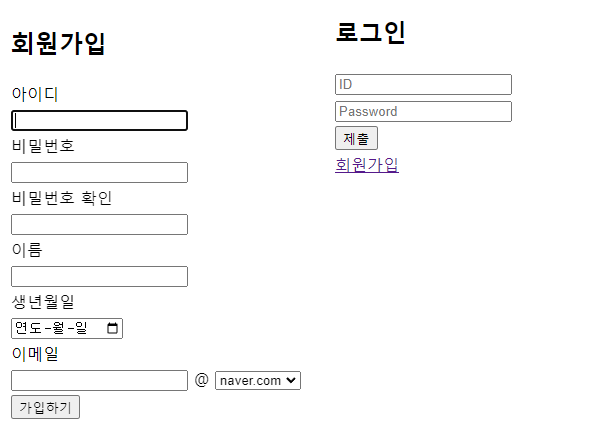 회원가입
아이디
비밀번호
비밀번호 확인
이름
생년월일
연도-월-일
이메일
@ naver.com
가입하기
로그인
ID
Password
제출
회원가입